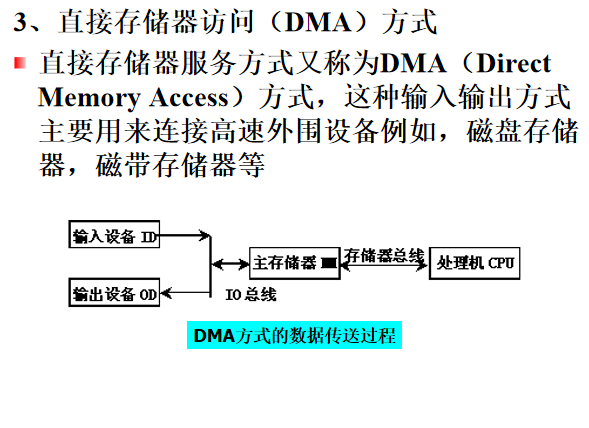 3、直接存储器访问（DMA）方式
直接存储器服务方式又称为DMA（Direct
Memory Access）方式，这种输入输出方式
主要用来连接高速外围设备例如，磁盘存储
器，磁带存储器等
输入设备 ID
主存储器
存储器总线
处理机 CPU
输出设备 OD
IO 总线
DMA方式的数据传送过程